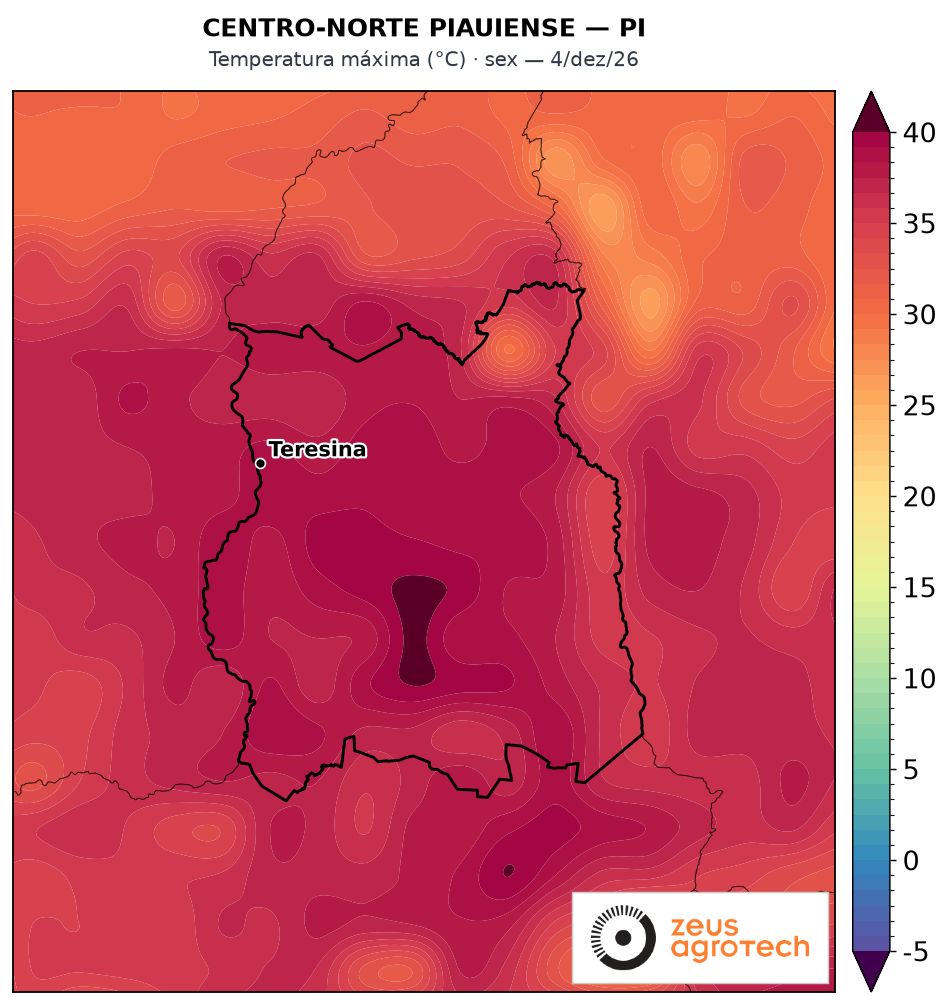 CENTRO-NORTE PIAUIENSE — PI
Temperatura máxima (°C) · sex — 4/dez/26
Teresina
40
35
30
25
20
15
10
5
0
-5
zeus
agrotech